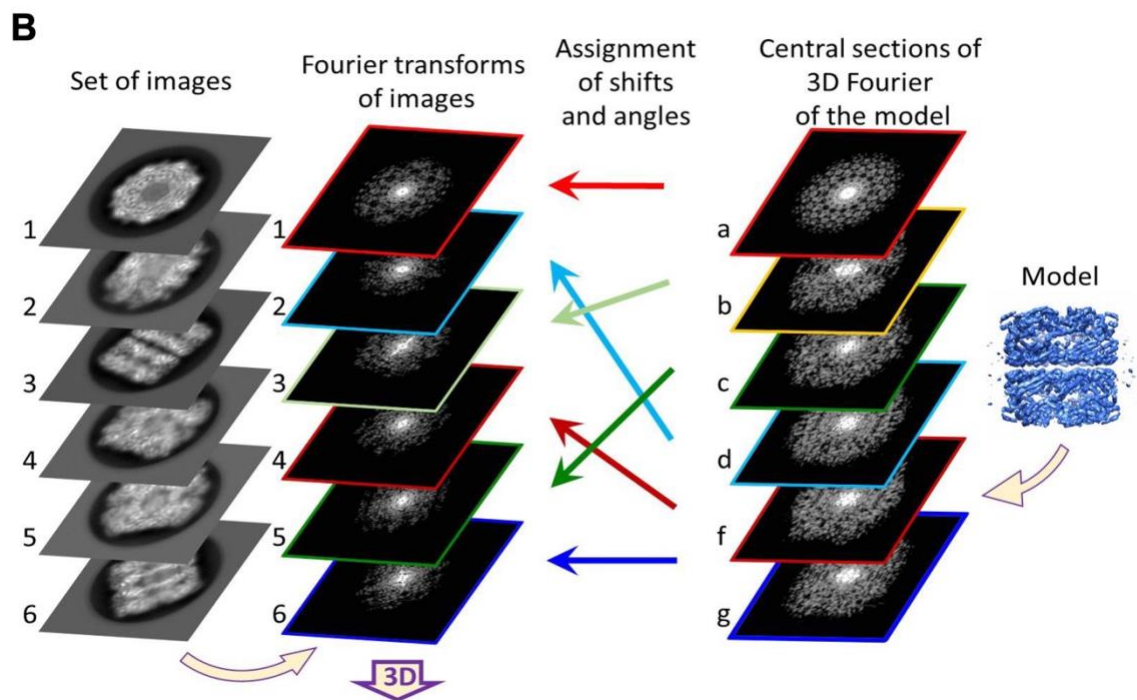 B
Set of images
Fourier transforms
of images
Assignment
of shifts
and angles
Central sections of
3D Fourier
of the model
1
2
3
4
5
6
1
2
3
4
5
6
a
b
c
d
f
g
Model
3D